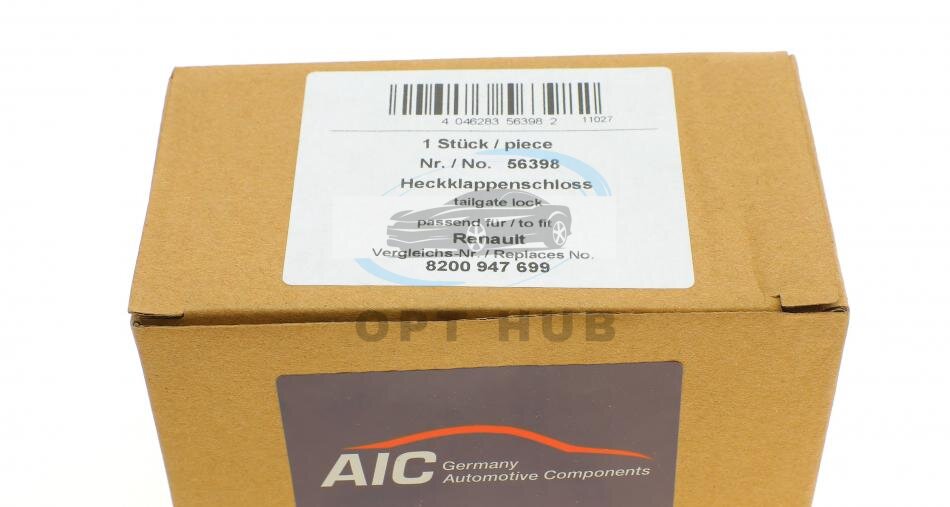 4 046283 56398 2 11027
1 Stück / piece
Nr. / No. 56398
Heckklappenschloss
tailgate lock
passend für / to fit
Renault
Vergleichs-Nr. / Replaces No.
8200 947 699
OPT HUB
AIC Germany
Automotive Components